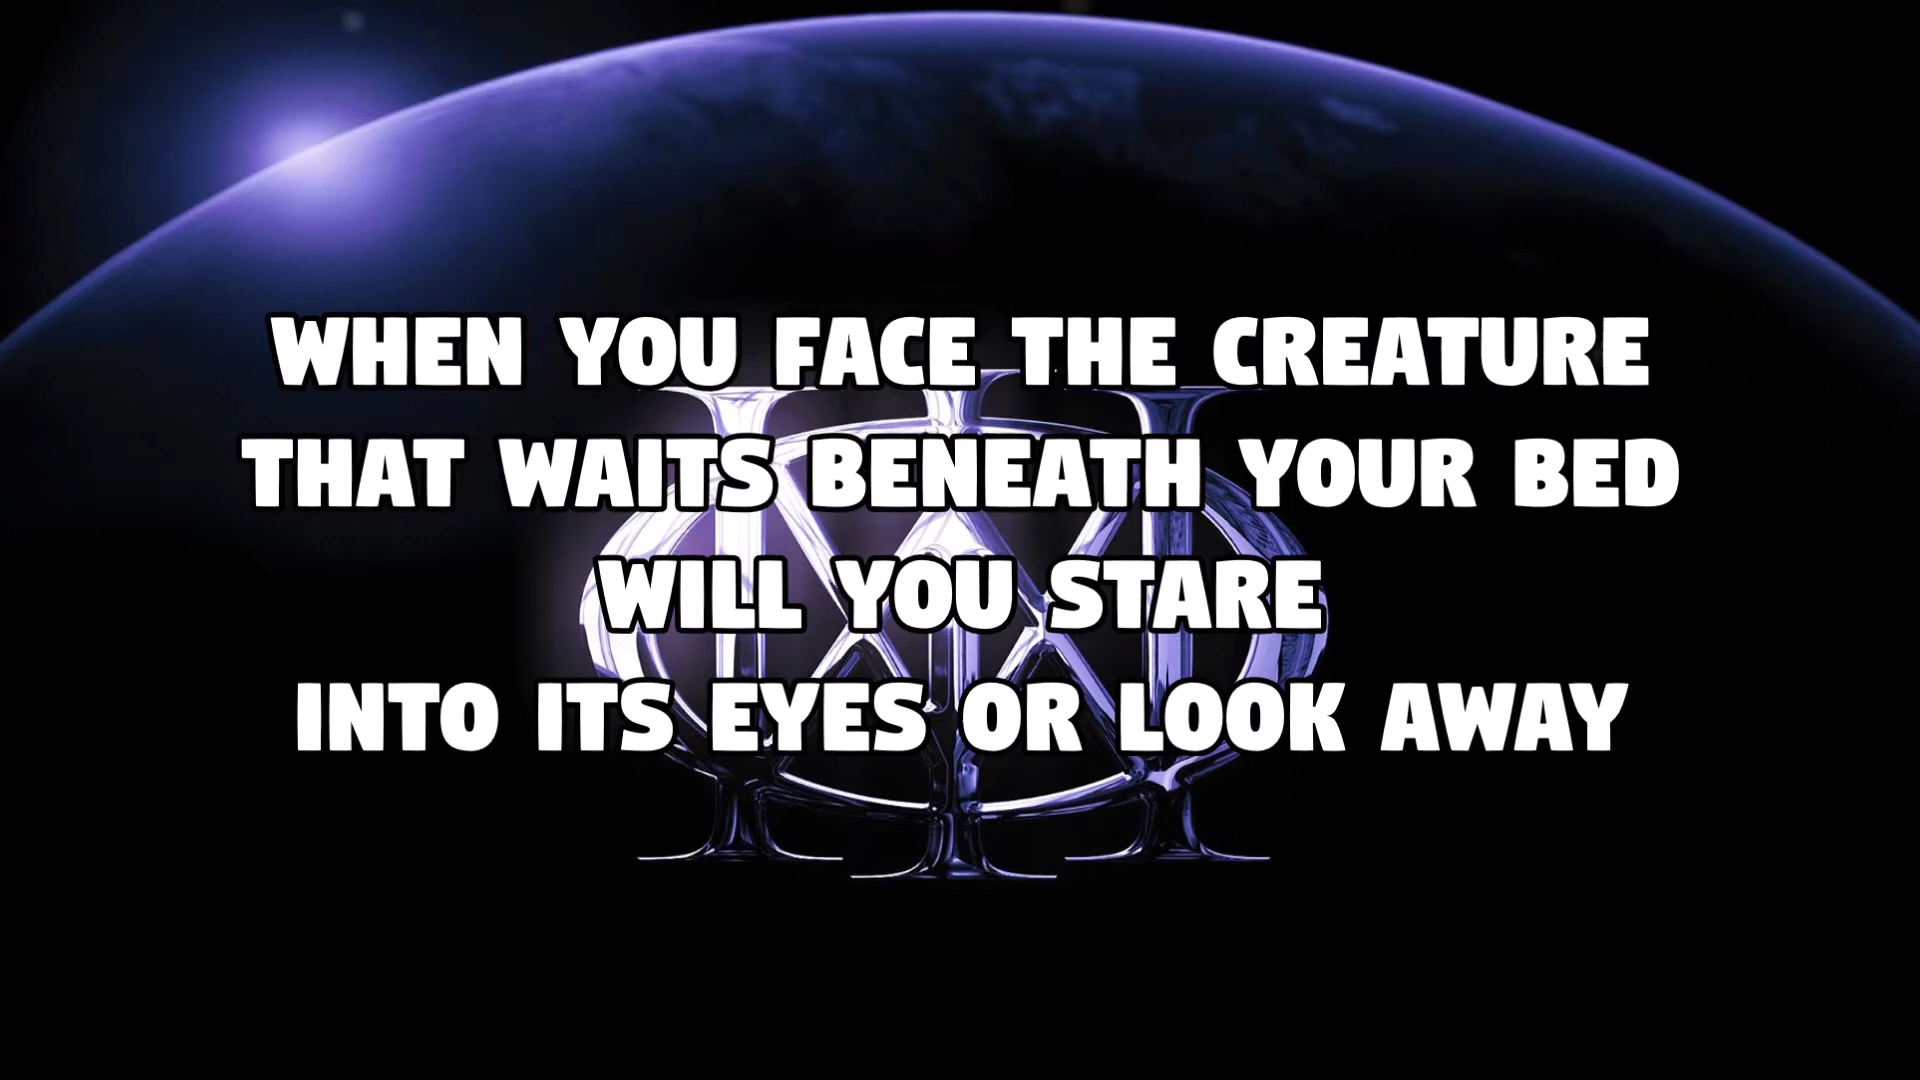 WHEN YOU FACE THE CREATURE
THAT WAITS BENEATH YOUR BED
WILL YOU STARE
INTO ITS EYES OR LOOK AWAY